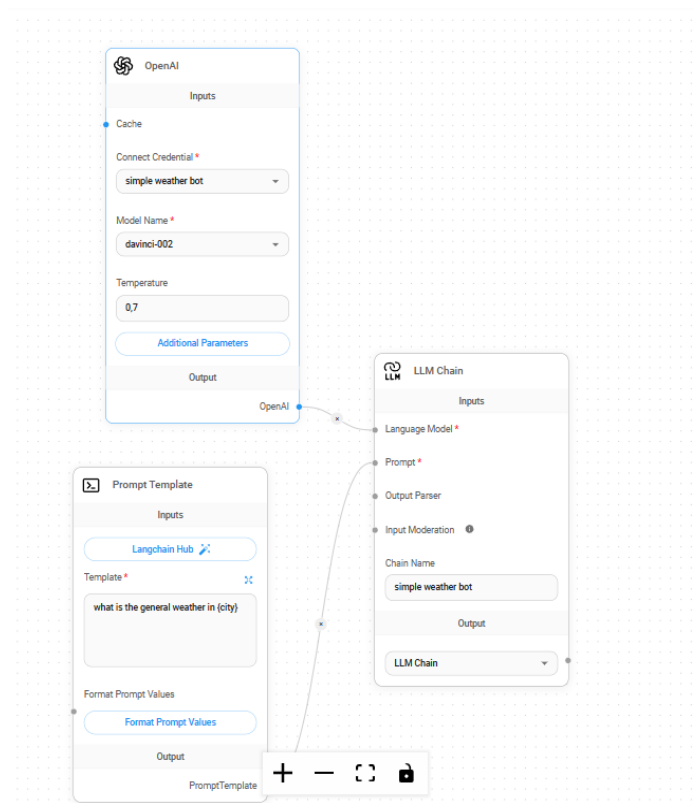 OpenAI
Inputs
Cache
Connect Credential *
simple weather bot
Model Name *
davinci-002
Temperature
0,7
Additional Parameters
Output
OpenAI
LLM
LLM Chain
Inputs
Language Model *
Prompt *
Output Parser
Input Moderation
Chain Name
simple weather bot
Output
LLM Chain
Prompt Template
Inputs
Langchain Hub
Template *
what is the general weather in {city}
Format Prompt Values
Format Prompt Values
Output
PromptTemplate